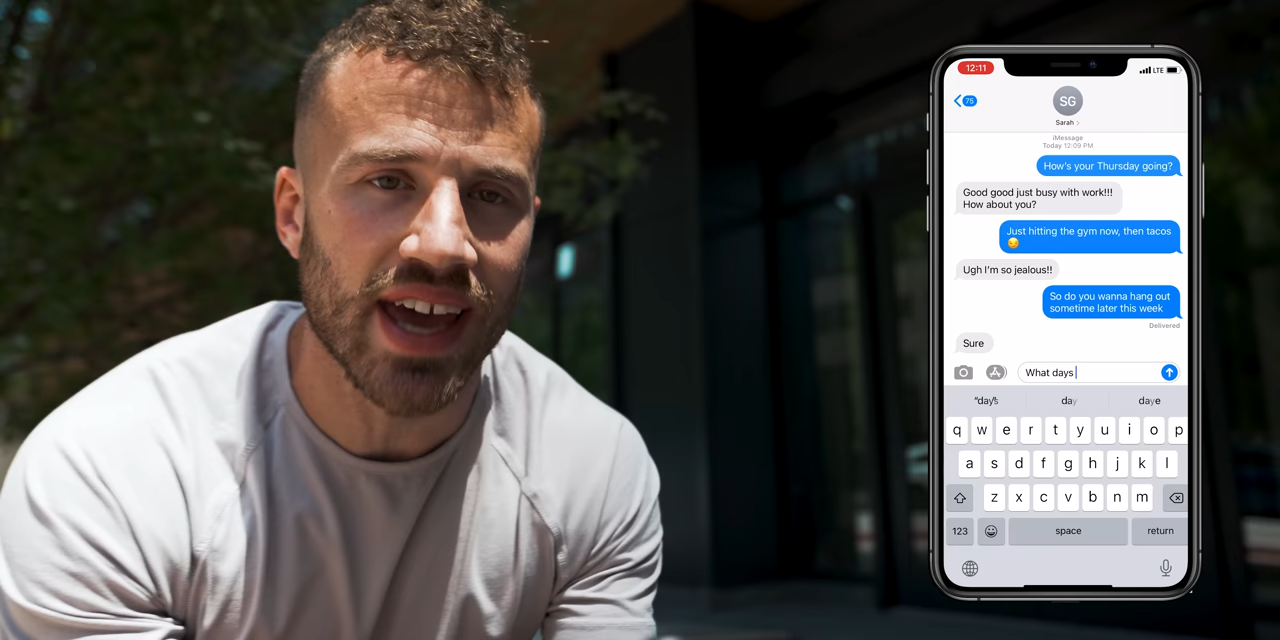 12:11
LTE
75
SG
Sarah
iMessage
Today 12:09 PM
How's your Thursday going?
Good good just busy with work!!!
How about you?
Just hitting the gym now, then tacos
😏
Ugh I'm so jealous!!
So do you wanna hang out
sometime later this week
Delivered
Sure
What days
day
daye
q w e r t y u i o p
a s d f g h j k l
z x c v b n m
123 space return